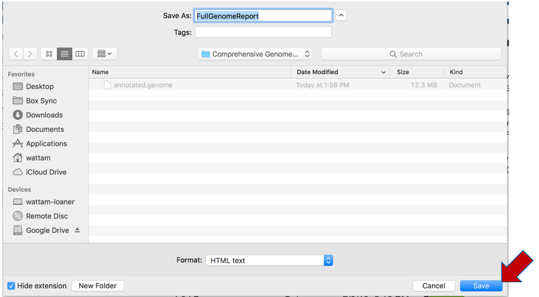 Save As: FullGenomeReport
Tags:
Comprehensive Genome...
Search
Favorites
Desktop
Box Sync
Downloads
Documents
Applications
wattam
iCloud Drive
Devices
wattam-loaner
Remote Disc
Google Drive
Name Date Modified Size Kind
annotated.genome Today at 1:56 PM 12.3 MB Document
Format: HTML text
Hide extension New Folder Cancel Save